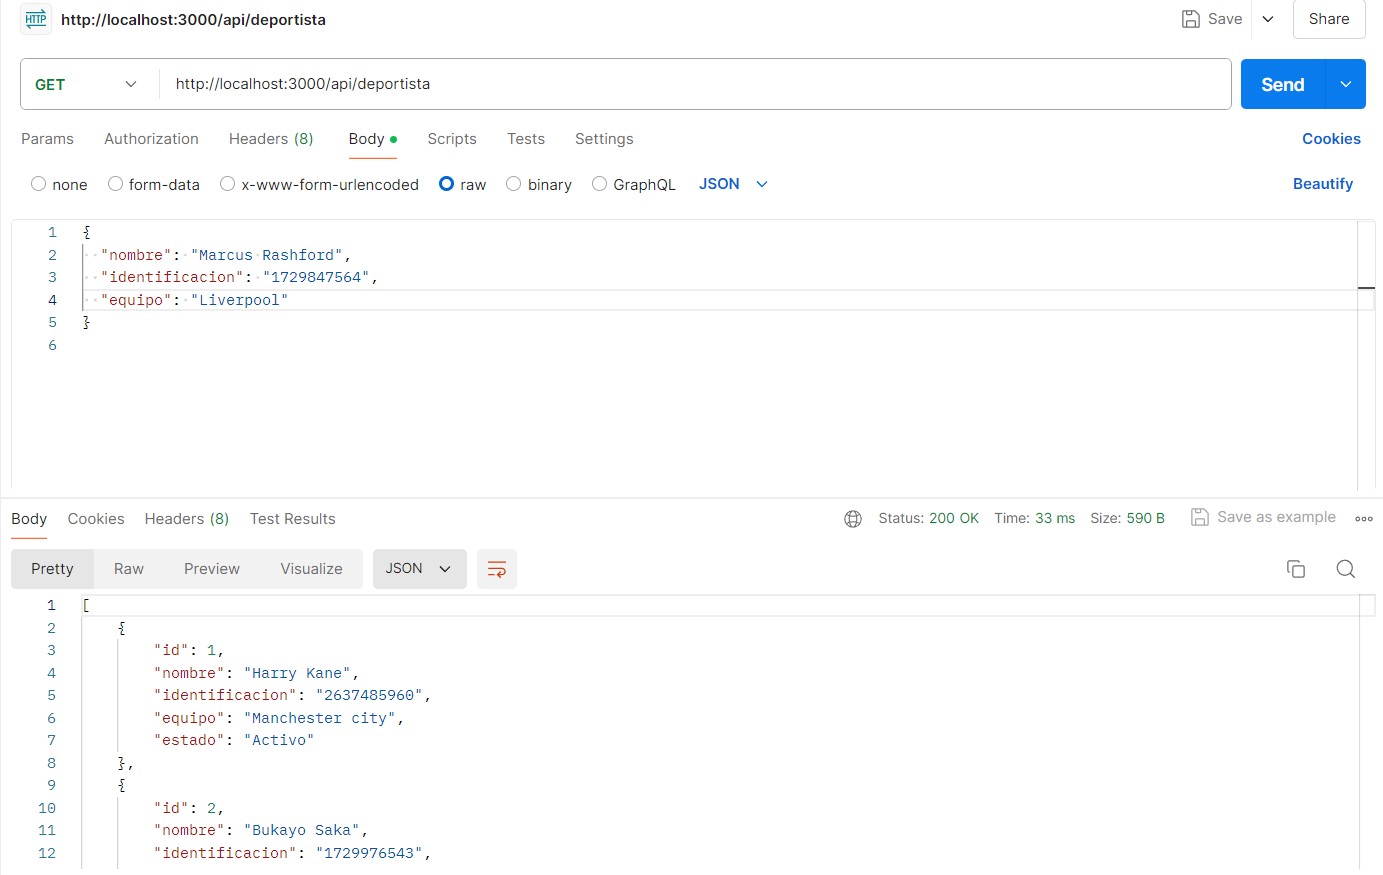 HTTP http://localhost:3000/api/deportista Save Share
GET http://localhost:3000/api/deportista Send
Params Authorization Headers (8) Body Scripts Tests Settings Cookies
none form-data x-www-form-urlencoded raw binary GraphQL JSON Beautify
1 {
2 "nombre": "Marcus Rashford",
3 "identificacion": "1729847564",
4 "equipo": "Liverpool"
5 }
6
Body Cookies Headers (8) Test Results Status: 200 OK Time: 33 ms Size: 590 B Save as example
Pretty Raw Preview Visualize JSON
1 [
2 {
3 "id": 1,
4 "nombre": "Harry Kane",
5 "identificacion": "2637485960",
6 "equipo": "Manchester city",
7 "estado": "Activo"
8 },
9 {
10 "id": 2,
11 "nombre": "Bukayo Saka",
12 "identificacion": "1729976543",